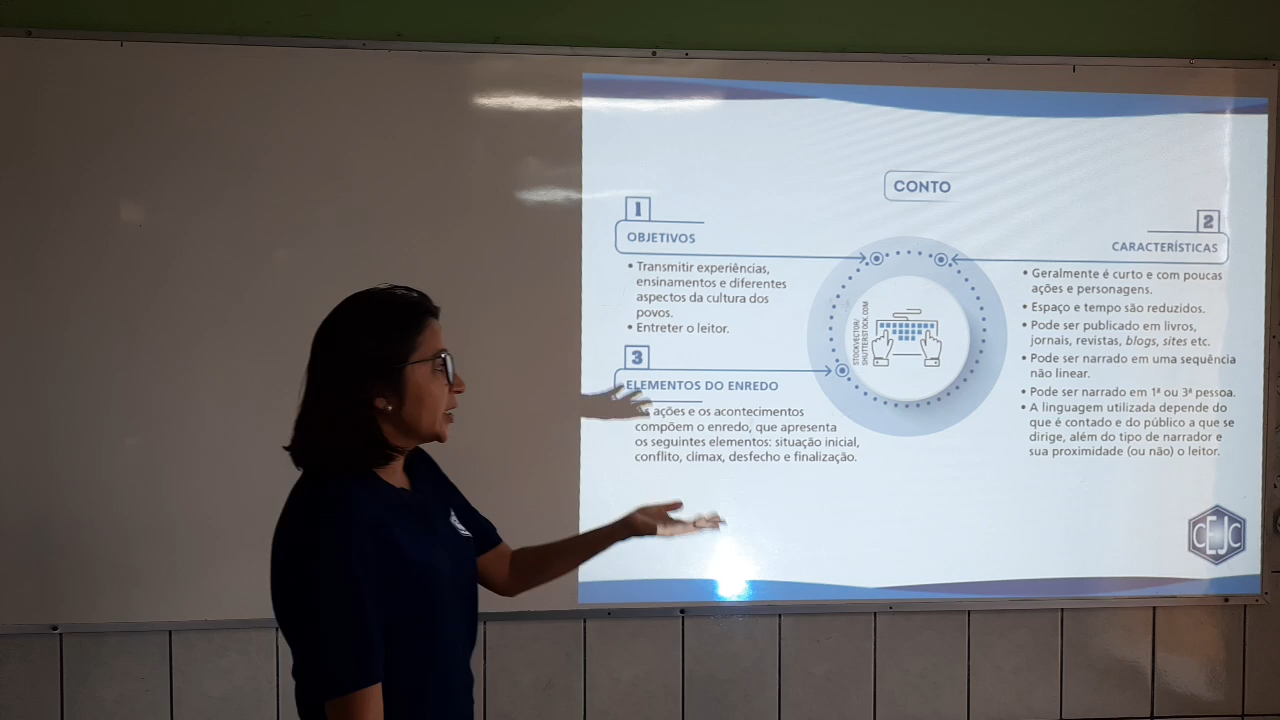 CONTO
1
OBJETIVOS
• Transmitir experiências,
ensinamentos e diferentes
aspectos da cultura dos
povos.
• Entreter o leitor.
2
CARACTERÍSTICAS
• Geralmente é curto e com poucas
ações e personagens.
• Espaço e tempo são reduzidos.
• Pode ser publicado em livros,
jornais, revistas, blogs, sites etc.
• Pode ser narrado em uma sequência
não linear.
• Pode ser narrado em 1ª ou 3ª pessoa.
• A linguagem utilizada depende do
que é contado e do público a que se
dirige, além do tipo de narrador e
sua proximidade (ou não) o leitor.
3
ELEMENTOS DO ENREDO
ações e os acontecimentos
compõem o enredo, que apresenta
os seguintes elementos: situação inicial,
conflito, clímax, desfecho e finalização.
STOCKVECTOR/
SHUTTERSTOCK.COM
CEJC